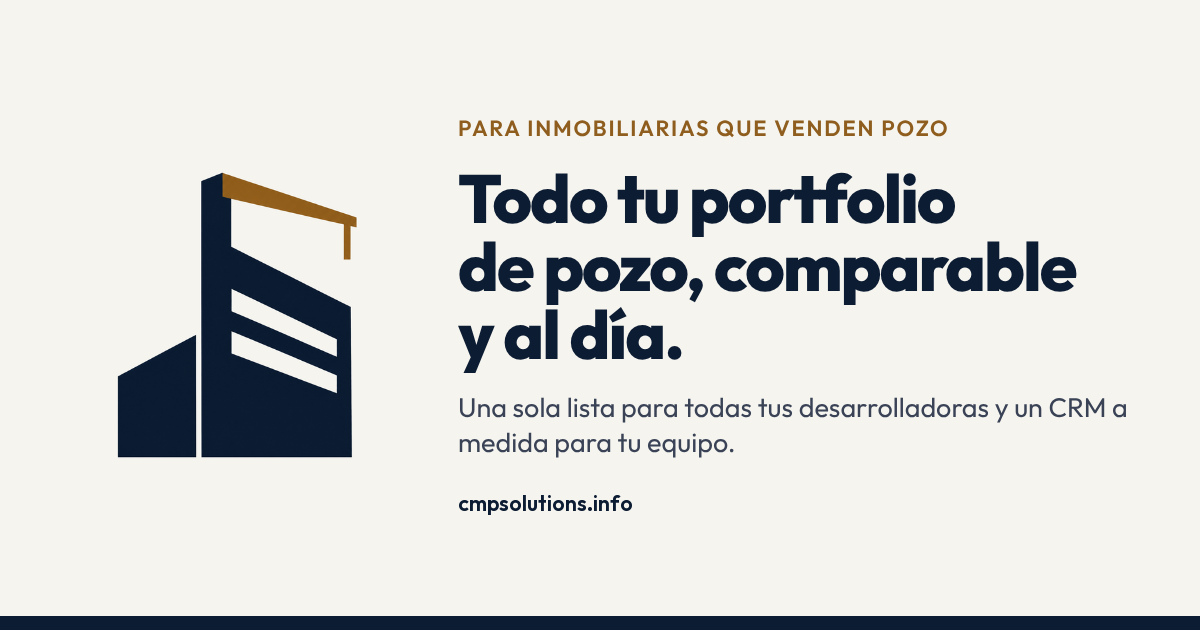 PARA INMOBILIARIAS QUE VENDEN POZO
Todo tu portfolio
de pozo, comparable
y al día.
Una sola lista para todas tus desarrolladoras y un CRM a
medida para tu equipo.
cmpsolutions.info